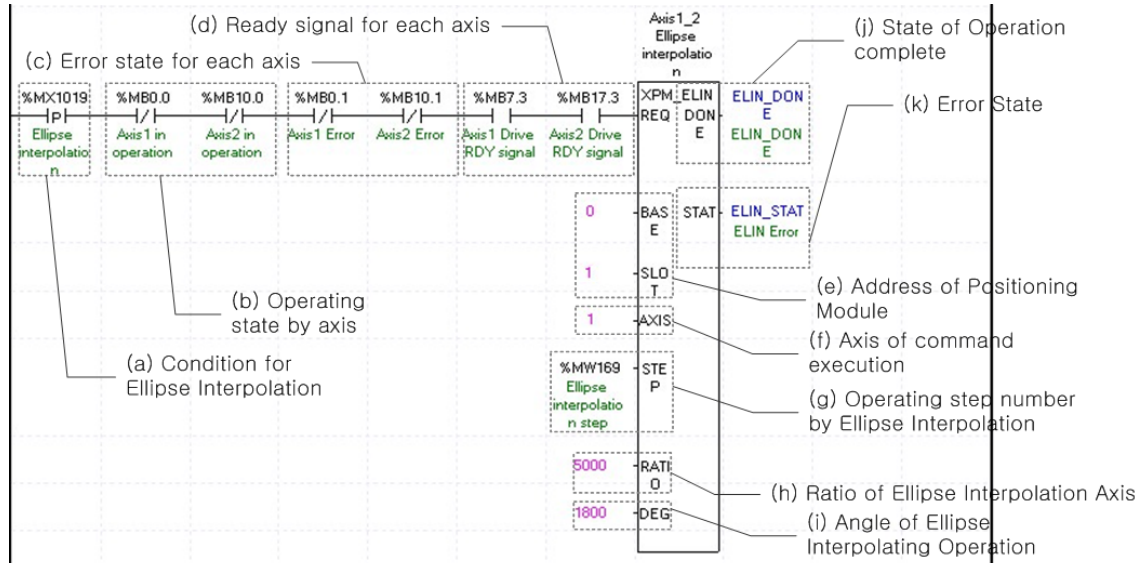 (d) Ready signal for each axis
(c) Error state for each axis
Axis1_2
Ellipse
interpolatio
n
(j) State of Operation
complete
%MX1019
%MB0.0
%MB10.0
%MB0.1
%MB10.1
%MB7.3
%MB17.3
XPM_ELIN
REQ
DON
E
ELIN_DON
E
ELIN_DON
E
P
Ellipse
interpolatio
n
Axis1 in
operation
Axis2 in
operation
Axis1 Error
Axis2 Error
Axis1 Drive
RDY signal
Axis2 Drive
RDY signal
(k) Error State
0
BAS
E
STAT
ELIN_STAT
ELIN Error
1
SLO
T
(e) Address of Positioning
Module
(b) Operating
state by axis
1
AXIS
(f) Axis of command
execution
(a) Condition for
Ellipse Interpolation
%MW169
Ellipse
interpolatio
n step
STE
P
(g) Operating step number
by Ellipse Interpolation
5000
RATI
O
(h) Ratio of Ellipse Interpolation Axis
1800
DEG
(i) Angle of Ellipse
Interpolating Operation